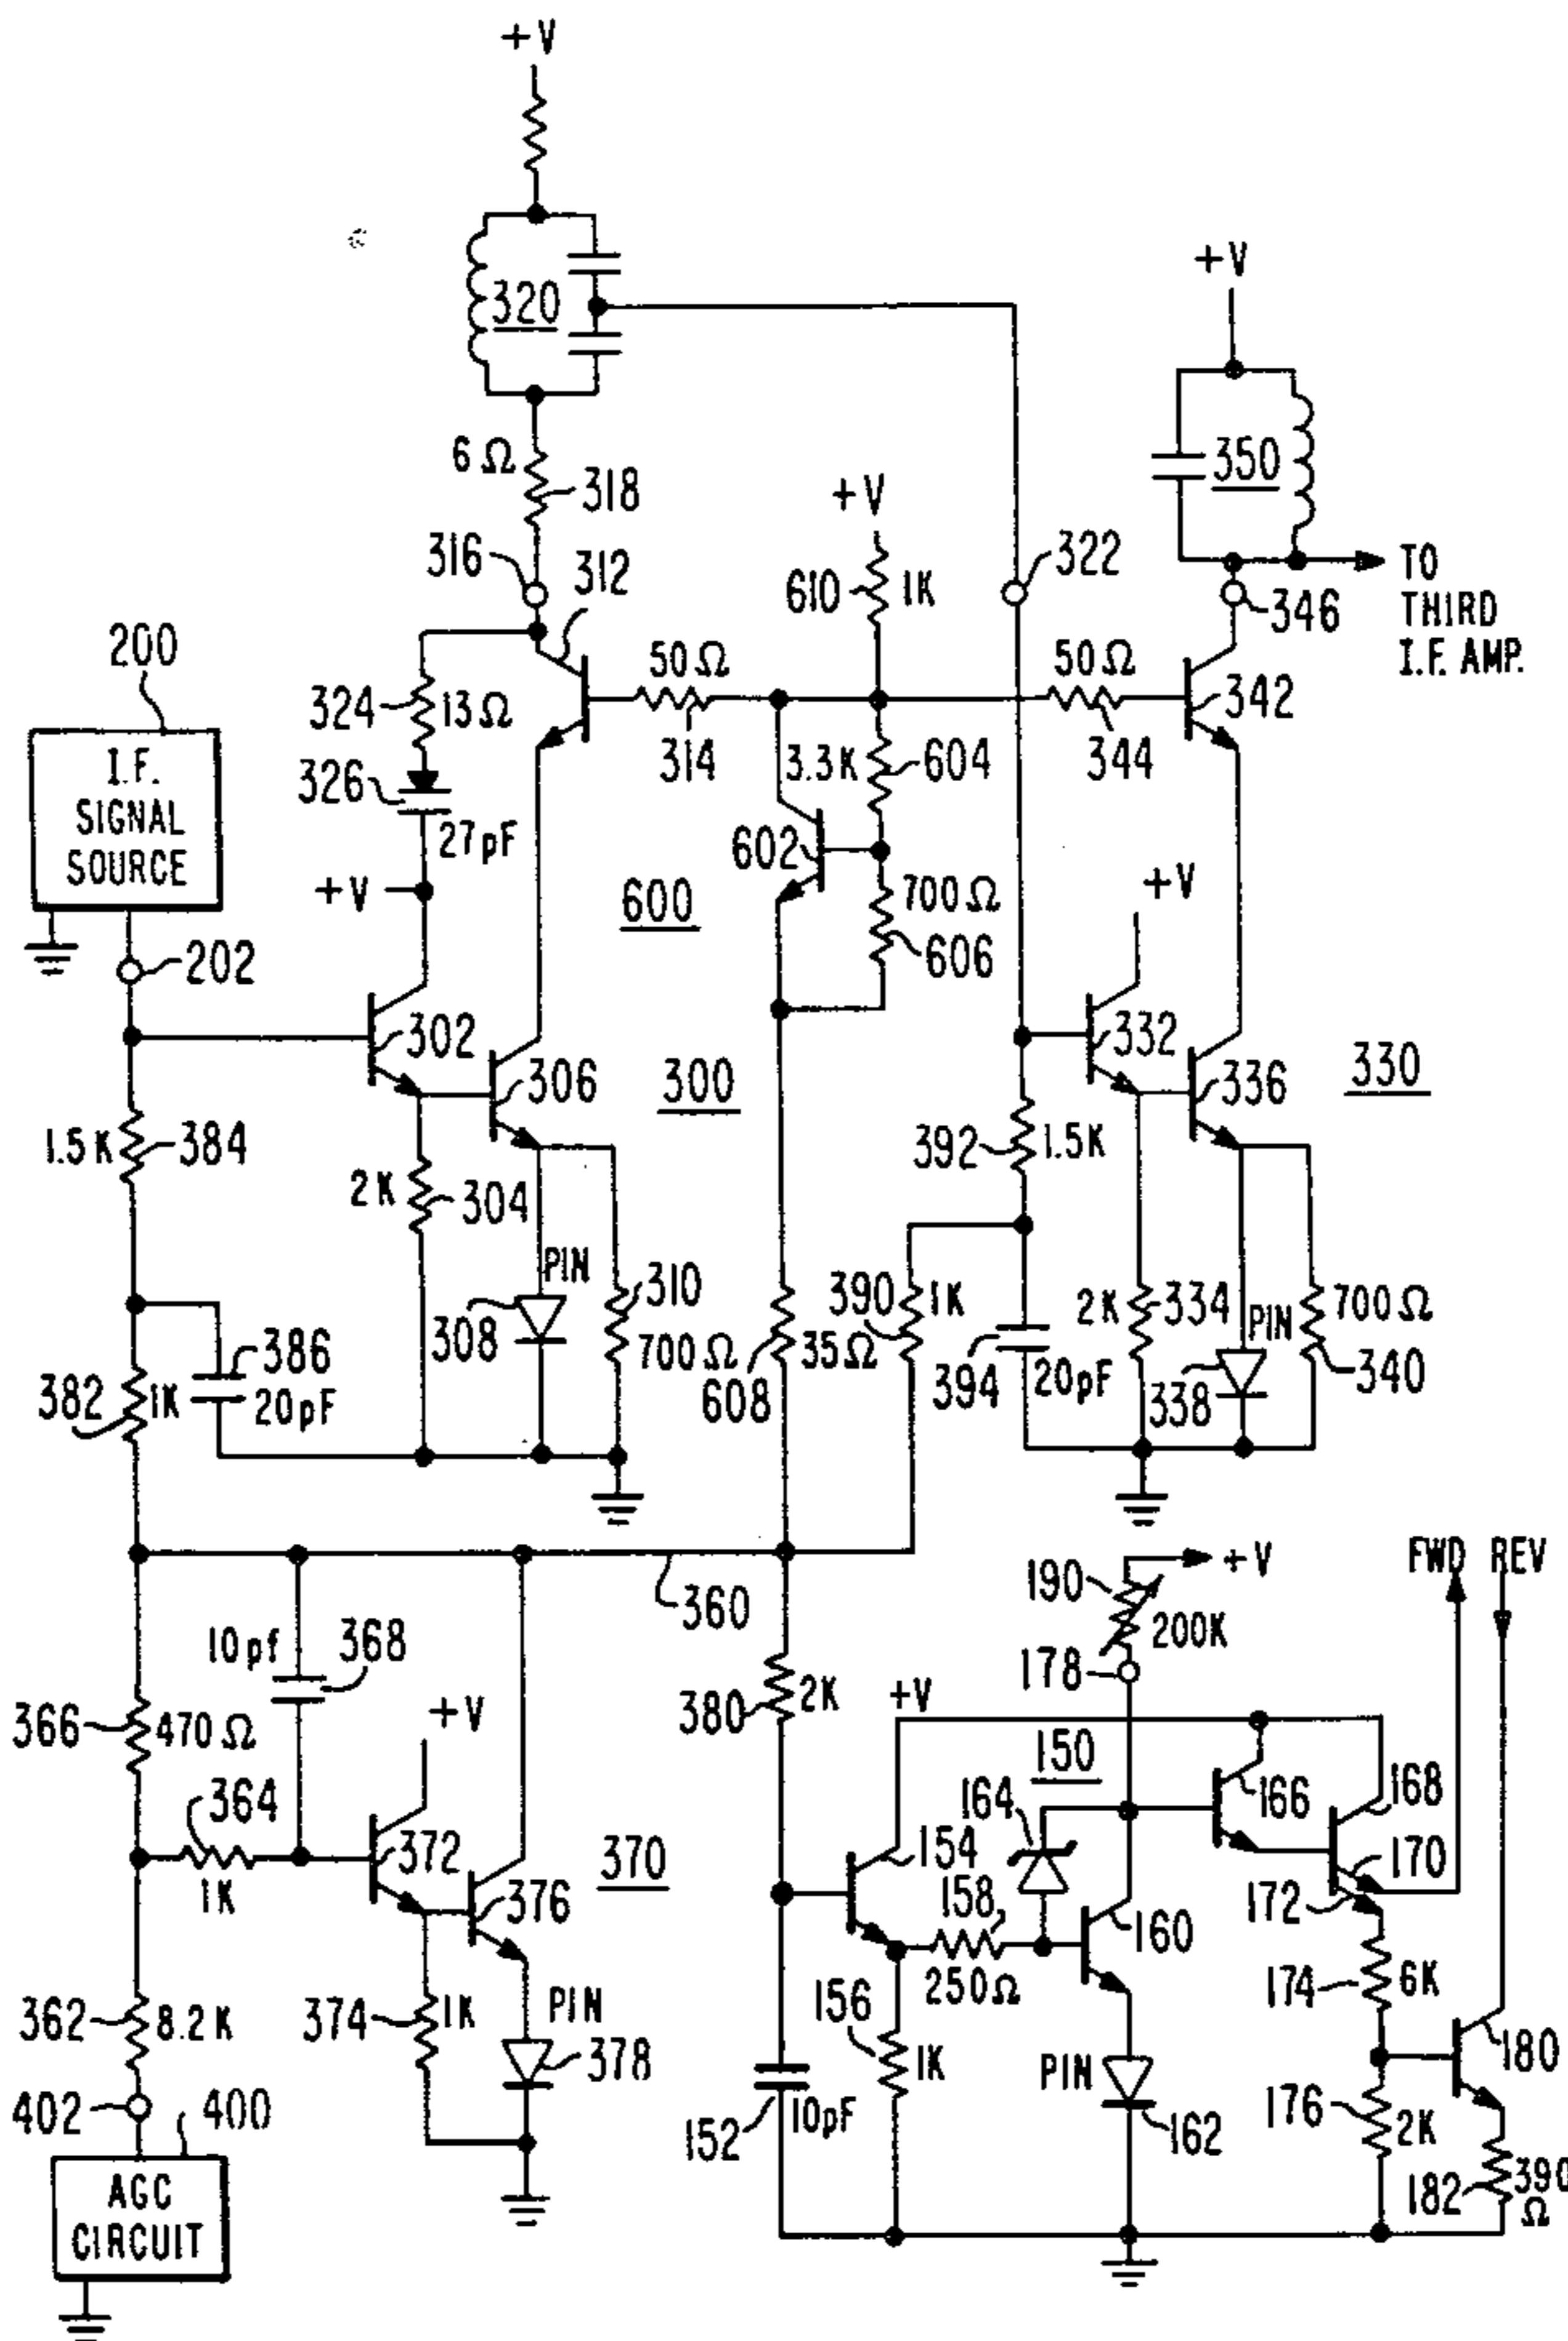 +V
320
+V
6Ω
318
350
+V
316
312
322
610
1K
346
TO
THIRD
I.F. AMP.
200
50Ω
50Ω
324
13Ω
342
I.F.
SIGNAL
SOURCE
314
3.3K
604
344
326
27pF
602
+V
600
700Ω
+V
606
202
302
332
306
300
336
330
1.5K
384
392
1.5K
2K
304
PIN
310
390
1K
2K
334
PIN
700Ω
308
700Ω
35Ω
386
394
20pF
338
340
382
1K
20pF
608
190
+V
FWD
REV
360
200K
10pf
368
178
380
2K
+V
366
470Ω
+V
150
364
164
166
168
372
154
370
158
170
1K
376
172
160
250Ω
156
174
6K
362
8.2K
374
1K
PIN
180
378
1K
PIN
402
400
176
2K
152
10pF
162
182
390
Ω
AGC
CIRCUIT